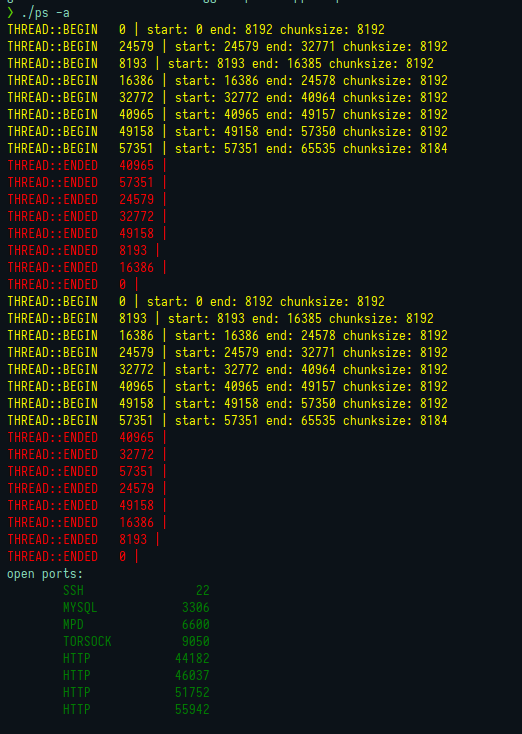 ❯ ./ps -a
THREAD::BEGIN   0 | start: 0 end: 8192 chunksize: 8192
THREAD::BEGIN   24579 | start: 24579 end: 32771 chunksize: 8192
THREAD::BEGIN   8193 | start: 8193 end: 16385 chunksize: 8192
THREAD::BEGIN   16386 | start: 16386 end: 24578 chunksize: 8192
THREAD::BEGIN   32772 | start: 32772 end: 40964 chunksize: 8192
THREAD::BEGIN   40965 | start: 40965 end: 49157 chunksize: 8192
THREAD::BEGIN   49158 | start: 49158 end: 57350 chunksize: 8192
THREAD::BEGIN   57351 | start: 57351 end: 65535 chunksize: 8184
THREAD::ENDED   40965 |
THREAD::ENDED   57351 |
THREAD::ENDED   24579 |
THREAD::ENDED   32772 |
THREAD::ENDED   49158 |
THREAD::ENDED   8193 |
THREAD::ENDED   16386 |
THREAD::ENDED   0 |
THREAD::BEGIN   0 | start: 0 end: 8192 chunksize: 8192
THREAD::BEGIN   8193 | start: 8193 end: 16385 chunksize: 8192
THREAD::BEGIN   16386 | start: 16386 end: 24578 chunksize: 8192
THREAD::BEGIN   24579 | start: 24579 end: 32771 chunksize: 8192
THREAD::BEGIN   32772 | start: 32772 end: 40964 chunksize: 8192
THREAD::BEGIN   40965 | start: 40965 end: 49157 chunksize: 8192
THREAD::BEGIN   49158 | start: 49158 end: 57350 chunksize: 8192
THREAD::BEGIN   57351 | start: 57351 end: 65535 chunksize: 8184
THREAD::ENDED   40965 |
THREAD::ENDED   32772 |
THREAD::ENDED   57351 |
THREAD::ENDED   24579 |
THREAD::ENDED   49158 |
THREAD::ENDED   16386 |
THREAD::ENDED   8193 |
THREAD::ENDED   0 |
open ports:
SSH 22
MYSQL 3306
MPD 6600
TORSOCK 9050
HTTP 44182
HTTP 46037
HTTP 51752
HTTP 55942